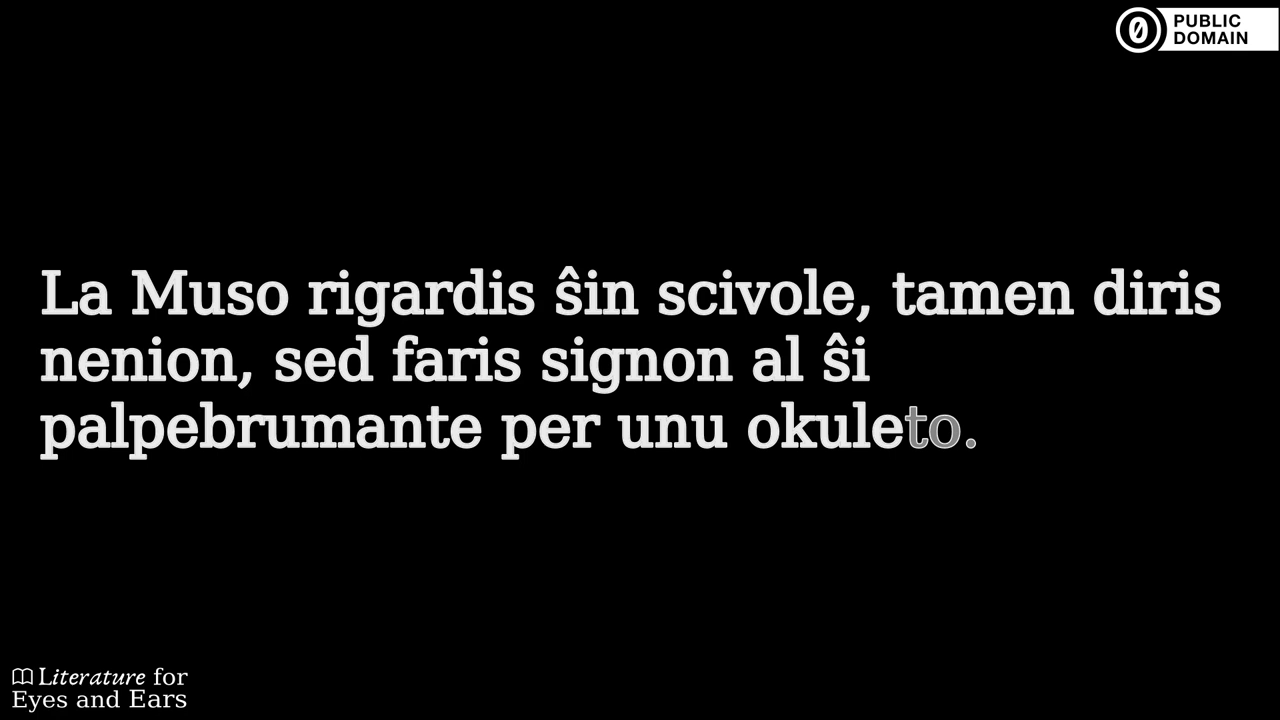 PUBLIC
DOMAIN
La Muso rigardis ŝin scivole, tamen diris
nenion, sed faris signon al ŝi
palpebrumante per unu okuleto.
Literature for
Eyes and Ears